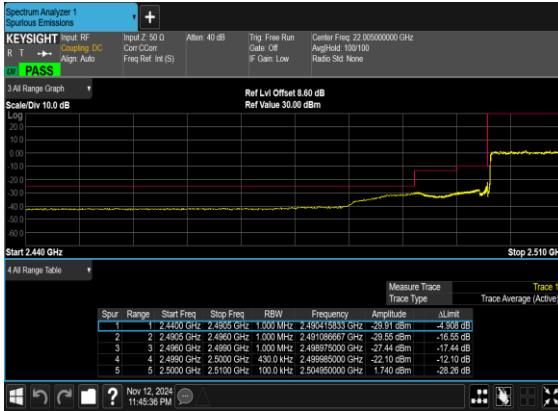 Spectrum Analyzer 1
Spurious Emissions
+
KEYSIGHT Input: RF Input Z: 50 Ω Atten: 40 dB Trig: Free Run Center Freq: 22.005000000 GHz
R T Coupling: DC Corr CCorr Gate: Off Avg|Hold: 100/100
Align: Auto Freq Ref: Int (S) IF Gain: Low Radio Std: None
PASS
3 All Range Graph
Ref Lvl Offset 8.60 dB
Scale/Div 10.0 dB Ref Value 30.00 dBm
Log
20.0
10.0
0.00
-10.0
-20.0
-30.0
-40.0
-50.0
-60.0
Start 2.440 GHz Stop 2.510 GH
4 All Range Table
Measure Trace Trace 1
Trace Type Trace Average (Active)
Spur Range Start Freq Stop Freq RBW Frequency Amplitude ΔLimit
1 1 2.4400 GHz 2.4905 GHz 1.000 MHz 2.490415833 GHz -29.91 dBm -4.908 dB
2 2 2.4905 GHz 2.4960 GHz 1.000 MHz 2.491086667 GHz -29.55 dBm -16.55 dB
3 3 2.4960 GHz 2.4990 GHz 1.000 MHz 2.498975000 GHz -27.44 dBm -17.44 dB
4 4 2.4990 GHz 2.5000 GHz 430.0 kHz 2.499985000 GHz -22.10 dBm -12.10 dB
5 5 2.5000 GHz 2.5100 GHz 100.0 kHz 2.504950000 GHz 1.740 dBm -28.26 dB
?
Nov 12, 2024
11:45:36 PM